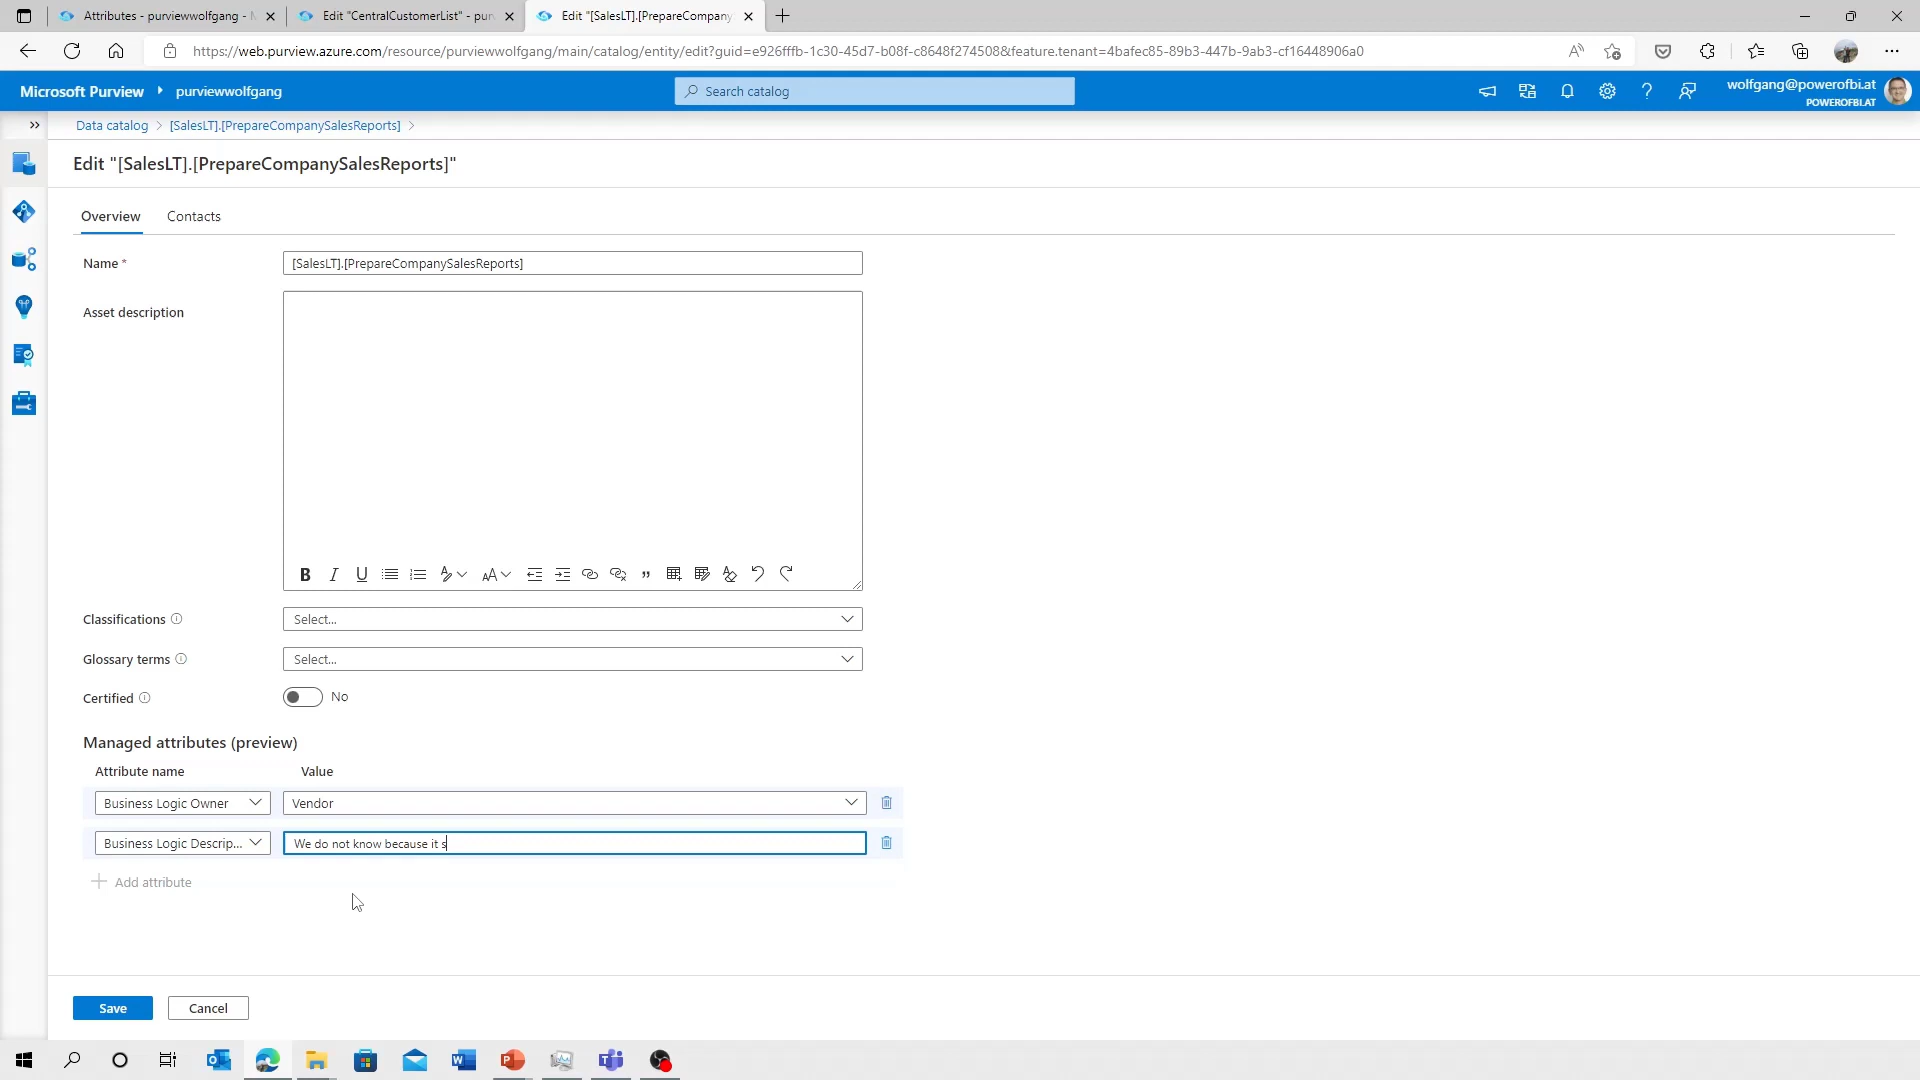 Attributes - purviewwolfgang - M
Edit "CentralCustomerList" - purv
Edit "[SalesLT].[PrepareCompany
https://web.purview.azure.com/resource/purviewwolfgang/main/catalog/entity/edit?guid=e926fffb-1c30-45d7-b08f-c8648f274508&feature.tenant=4bafec85-89b3-447b-9ab3-cf16448906a0
Microsoft Purview
purviewwolfgang
Search catalog
wolfgang@powerofbi.at
POWEROFBI.AT
Data catalog > [SalesLT].[PrepareCompanySalesReports] >
Edit "[SalesLT].[PrepareCompanySalesReports]"
Overview
Contacts
Name *
[SalesLT].[PrepareCompanySalesReports]
Asset description
Classifications
Select...
Glossary terms
Select...
Certified
No
Managed attributes (preview)
Attribute name
Value
Business Logic Owner
Vendor
Business Logic Descrip...
We do not know because it s
Add attribute
Save
Cancel